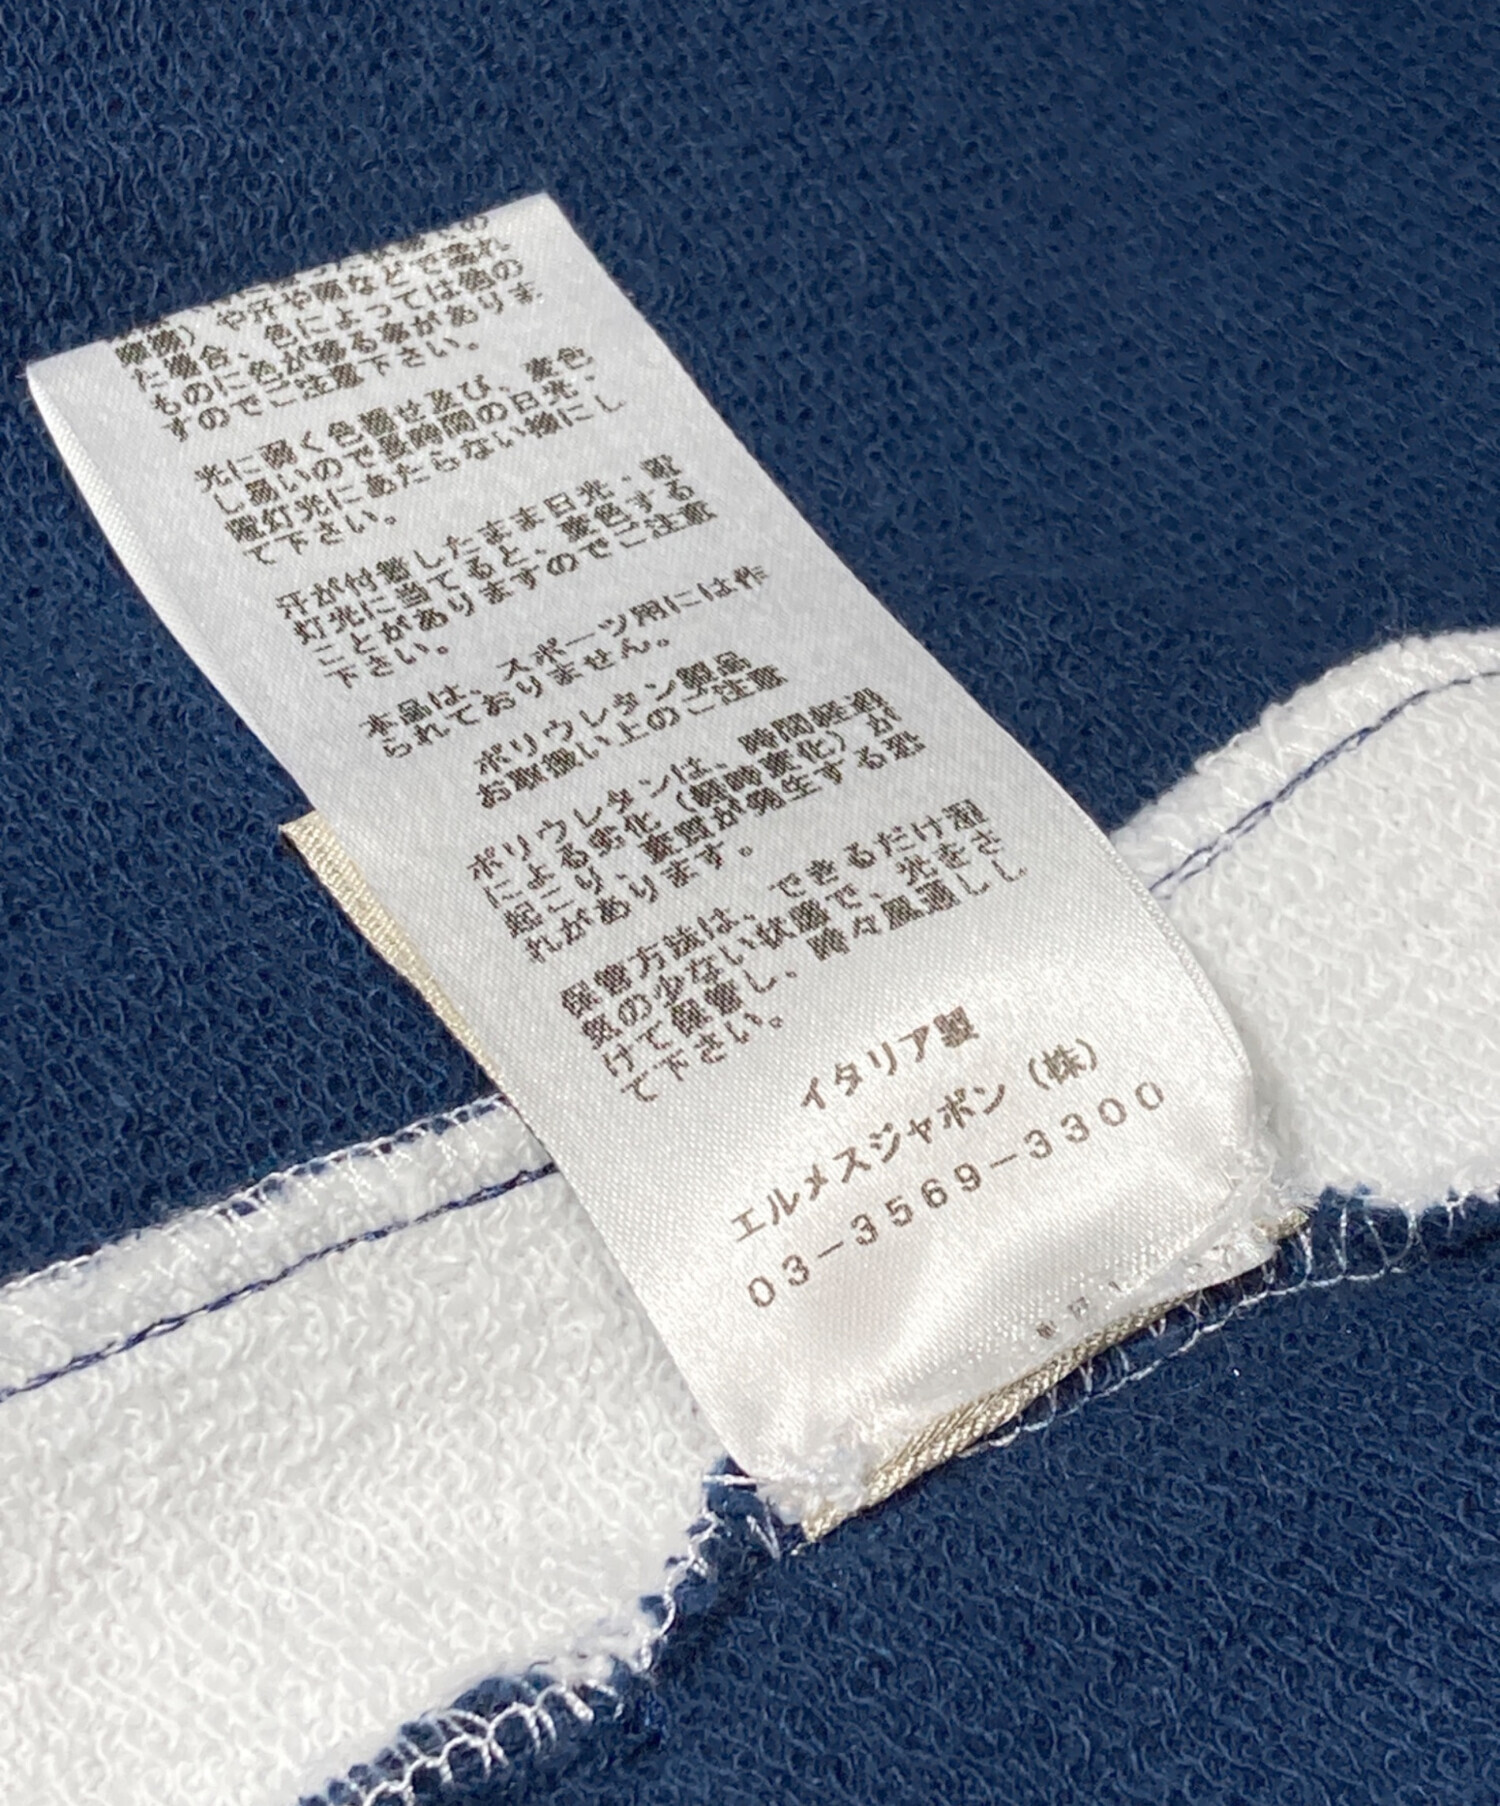 や汗や雨などで濡れ
た場合、色によっては他の
ものに色が移る事がありま
すのでご注意下さい。
光に弱く色褪せ及び、変色
し易いので長時間の日光・
照灯光にあたらない様にし
て下さい。
汗が付着したまま日光・照
灯光に当てると、変色する
ことがありますのでご注意
下さい。
本品は、スポーツ用には作
られておりません。
ポリウレタン製品
お取扱い上のご注意
ポリウレタンは、時間経過
による劣化（経時変化）が
起こり、変質が発生する恐
れがあります。
保管方法は、できるだけ湿
気の少ない状態で、光をさ
けて保管し、時々風通しし
て下さい。
イタリア製
エルメスジャポン（株）
03－3569－3300